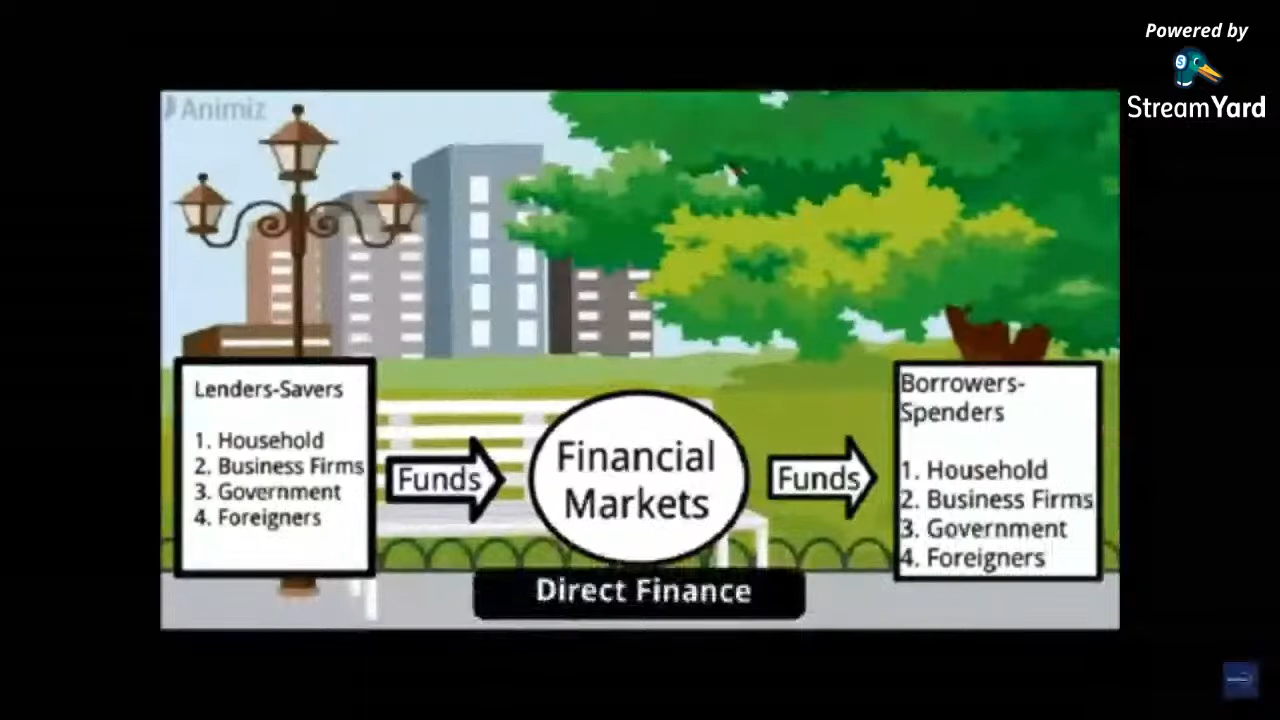 Powered by
StreamYard
Animiz
Lenders-Savers
1. Household
2. Business Firms
3. Government
4. Foreigners
Funds
Financial
Markets
Funds
Borrowers-
Spenders
1. Household
2. Business Firms
3. Government
4. Foreigners
Direct Finance